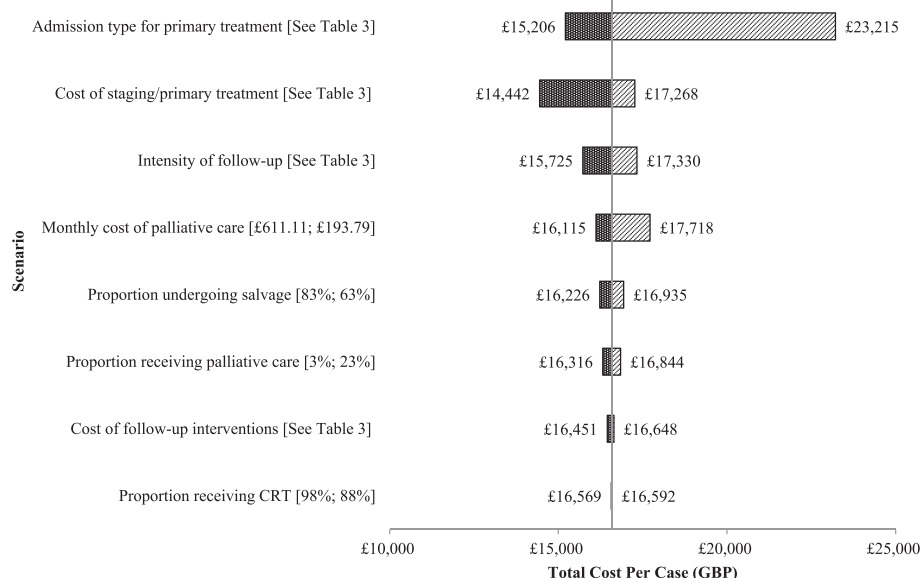 Admission type for primary treatment [See Table 3] £15,206 £23,215
Cost of staging/primary treatment [See Table 3] £14,442 £17,268
Intensity of follow-up [See Table 3] £15,725 £17,330
Monthly cost of palliative care [£611.11; £193.79] £16,115 £17,718
Scenario
Proportion undergoing salvage [83%; 63%] £16,226 £16,935
Proportion receiving palliative care [3%; 23%] £16,316 £16,844
Cost of follow-up interventions [See Table 3] £16,451 £16,648
Proportion receiving CRT [98%; 88%] £16,569 £16,592
£10,000 £15,000 £20,000 £25,000
Total Cost Per Case (GBP)